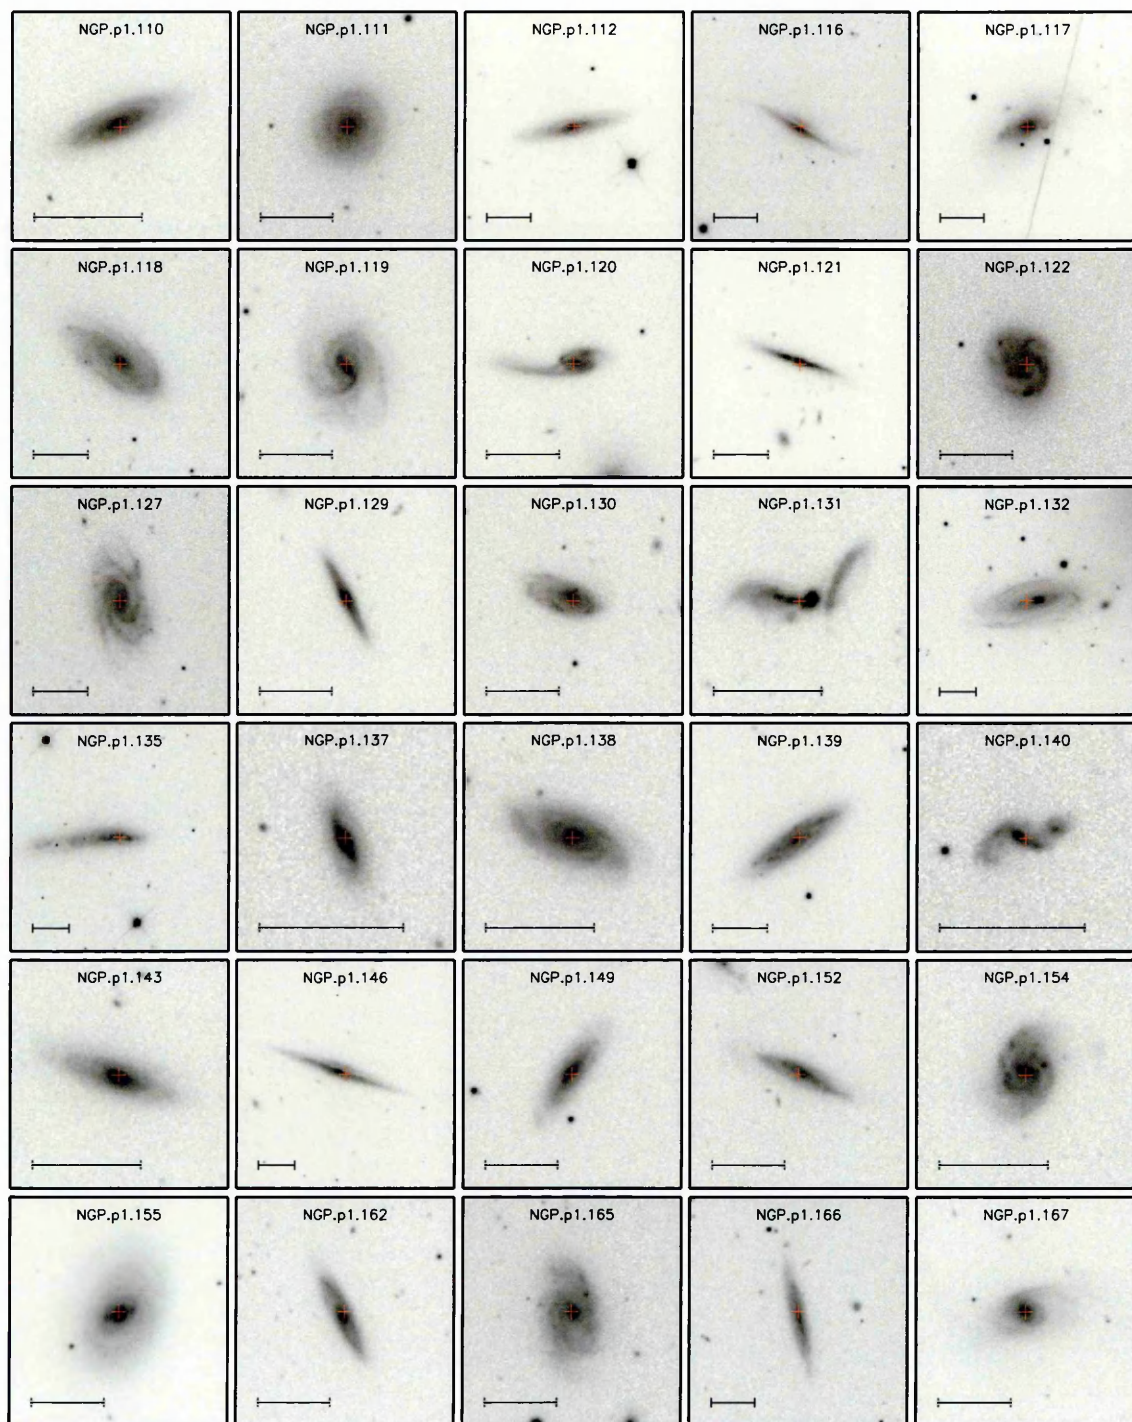 NGP.p1.110 NGP.p1.111 NGP.p1.112 NGP.p1.116 NGP.p1.117
NGP.p1.118 NGP.p1.119 NGP.p1.120 NGP.p1.121 NGP.p1.122
NGP.p1.127 NGP.p1.129 NGP.p1.130 NGP.p1.131 NGP.p1.132
NGP.p1.135 NGP.p1.137 NGP.p1.138 NGP.p1.139 NGP.p1.140
NGP.p1.143 NGP.p1.146 NGP.p1.149 NGP.p1.152 NGP.p1.154
NGP.p1.155 NGP.p1.162 NGP.p1.165 NGP.p1.166 NGP.p1.167